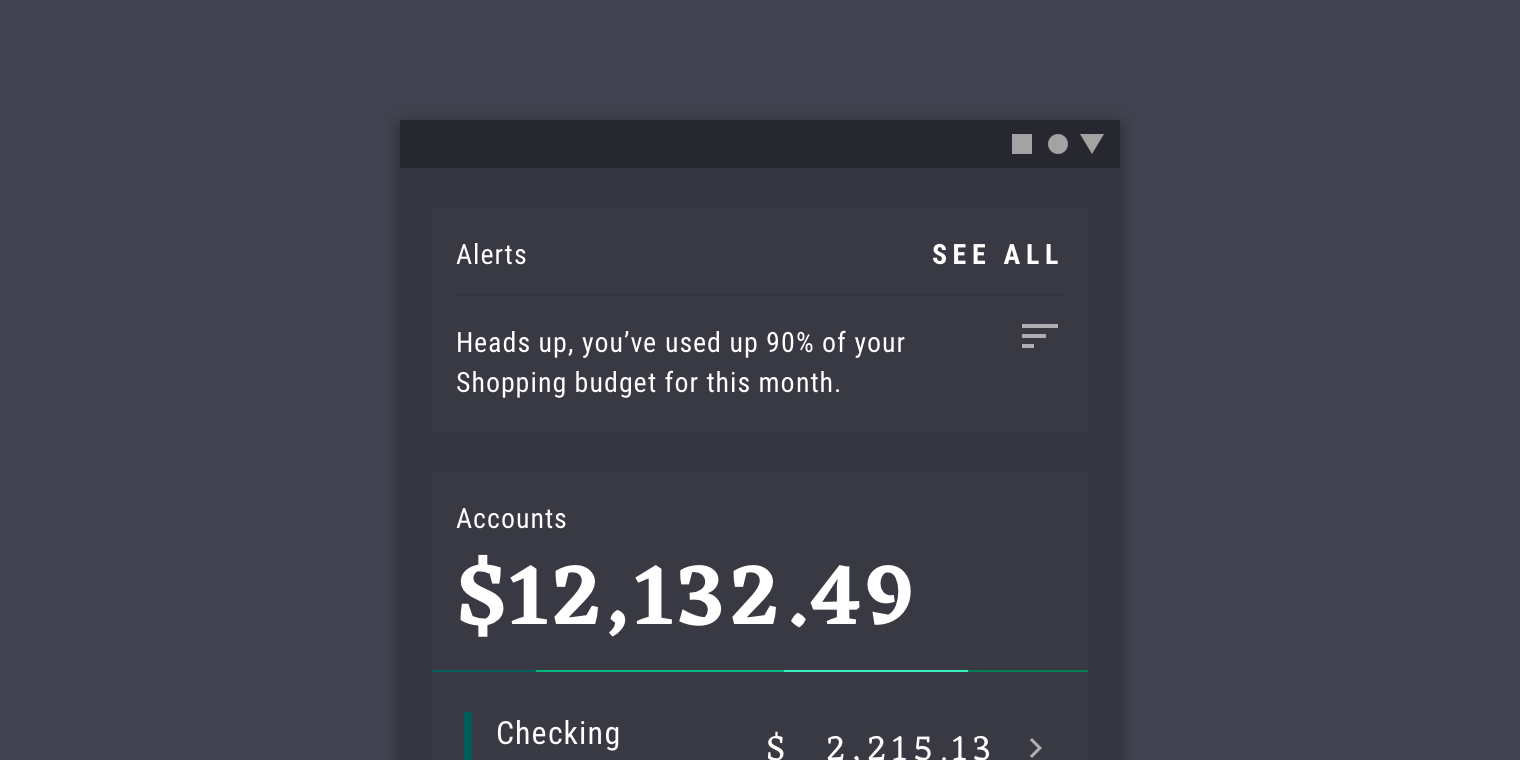 Alerts
SEE ALL
Heads up, you’ve used up 90% of your
Shopping budget for this month.
Accounts
$12,132.49
Checking
$ 2,215.13